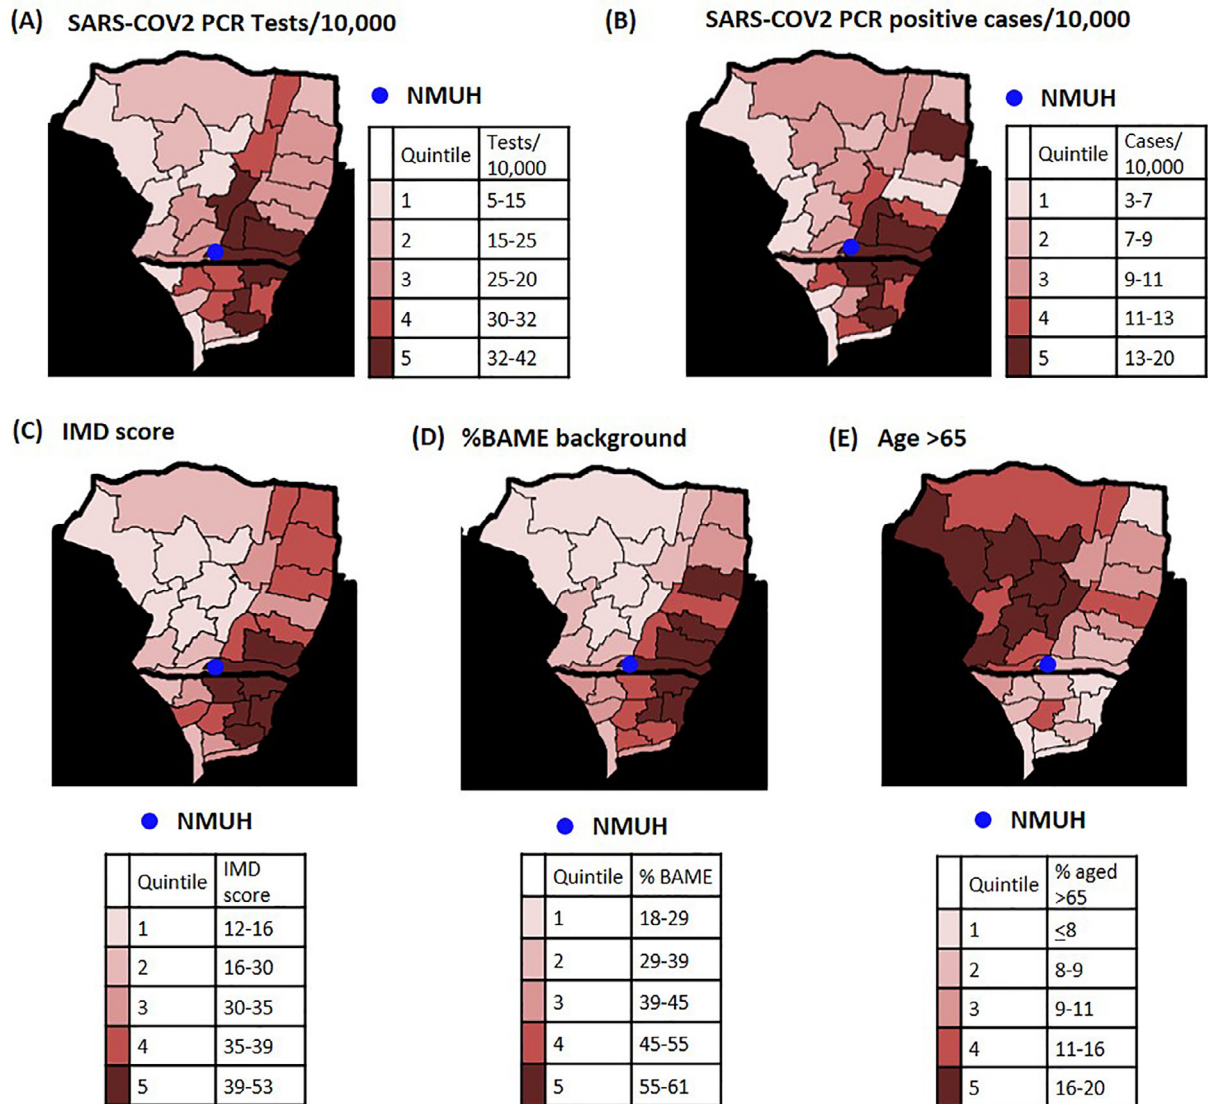 (A) SARS-COV2 PCR Tests/10,000
NMUH
Quintile Tests/
10,000
1 5-15
2 15-25
3 25-20
4 30-32
5 32-42
(B) SARS-COV2 PCR positive cases/10,000
NMUH
Quintile Cases/
10,000
1 3-7
2 7-9
3 9-11
4 11-13
5 13-20
(C) IMD score
NMUH
Quintile IMD
score
1 12-16
2 16-30
3 30-35
4 35-39
5 39-53
(D) %BAME background
NMUH
Quintile % BAME
1 18-29
2 29-39
3 39-45
4 45-55
5 55-61
(E) Age >65
NMUH
Quintile % aged
>65
1 ≤8
2 8-9
3 9-11
4 11-16
5 16-20